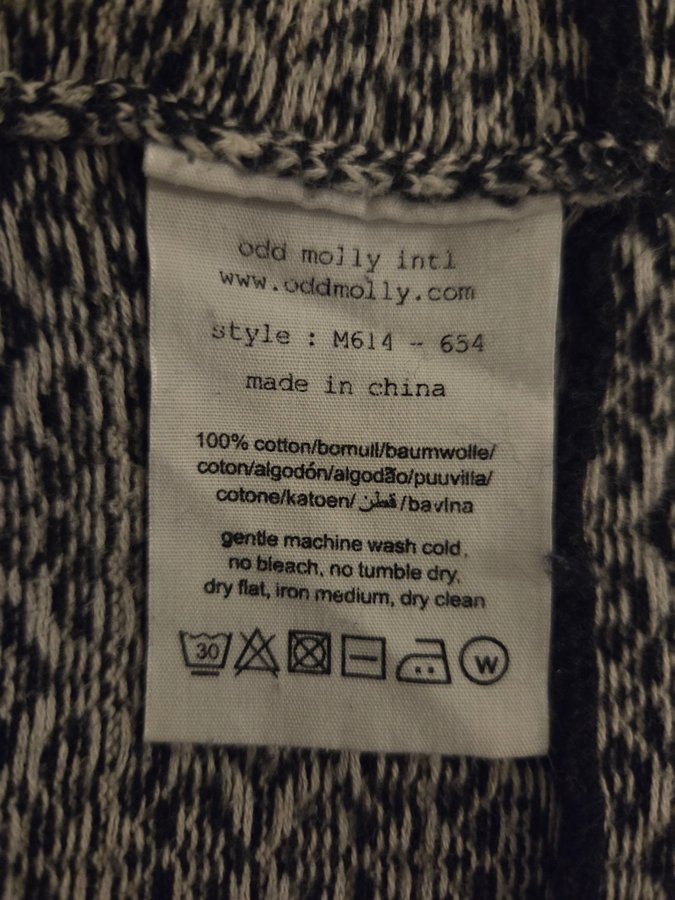 odd molly intl
www.oddmolly.com
style : M614 - 654
made in china
100% cotton/bomull/baumwolle/
coton/algodón/algodão/puuvilla/
cotone/katoen/قطن/bavlna
gentle machine wash cold,
no bleach, no tumble dry,
dry flat, iron medium, dry clean
30 W